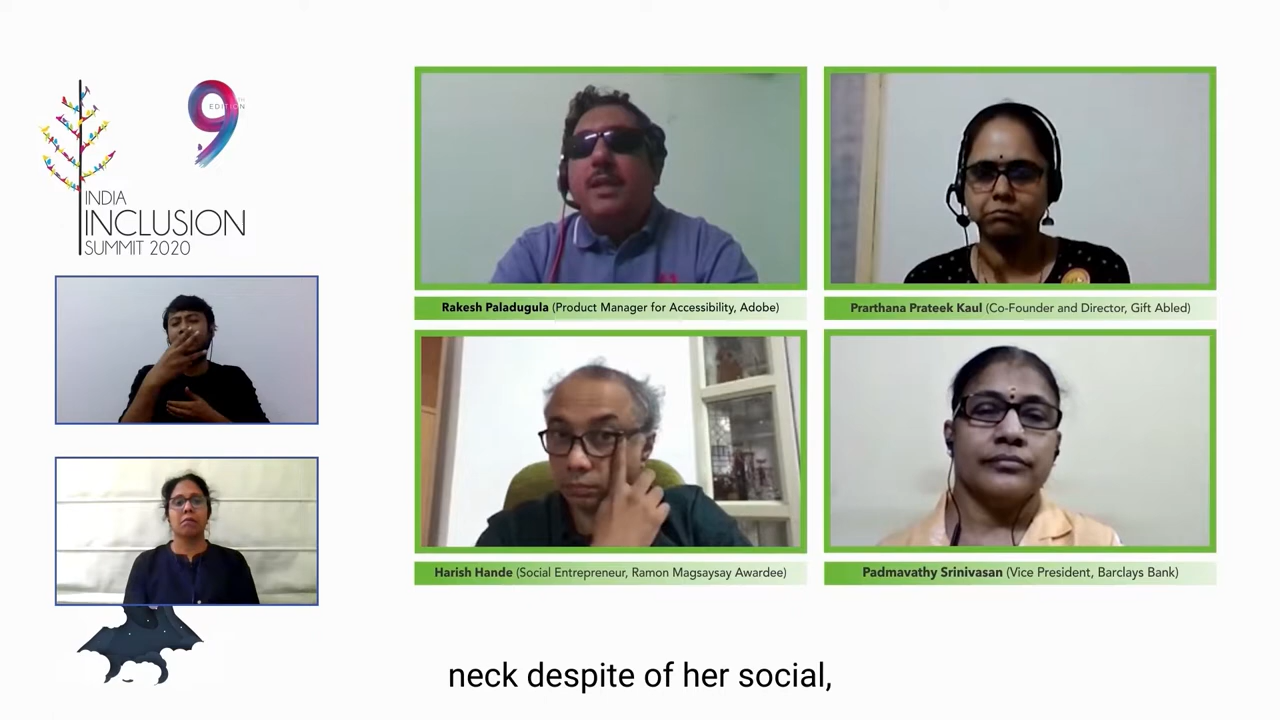 9
TH
EDITION
INDIA
INCLUSION
SUMMIT 2020
Rakesh Paladugula (Product Manager for Accessibility, Adobe)
Prarthana Prateek Kaul (Co-Founder and Director, Gift Abled)
Harish Hande (Social Entrepreneur, Ramon Magsaysay Awardee)
Padmavathy Srinivasan (Vice President, Barclays Bank)
neck despite of her social,